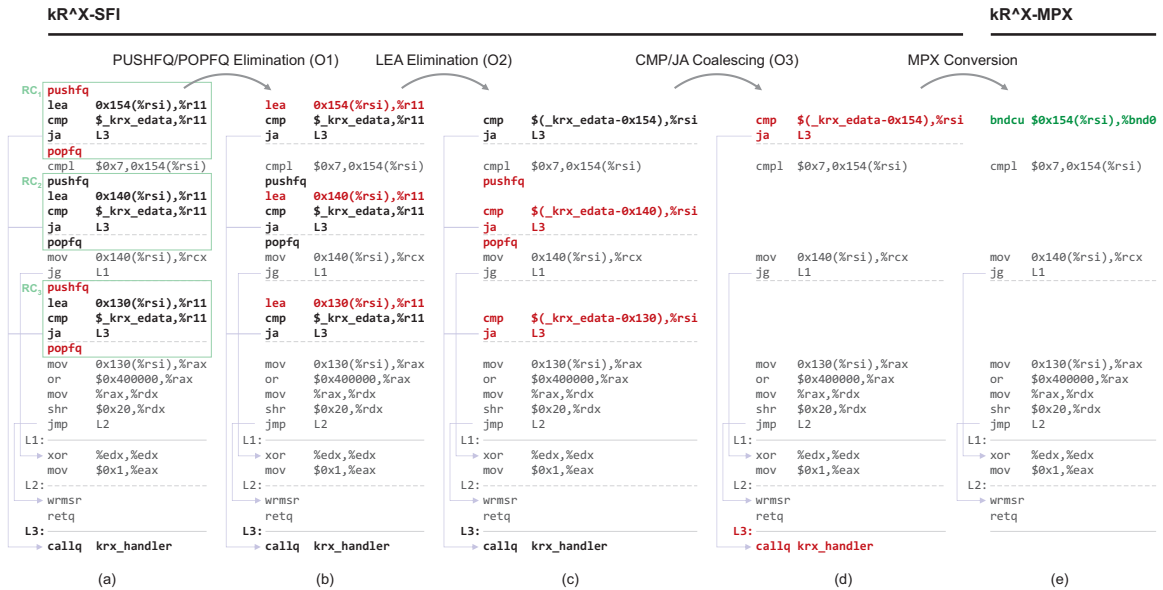 kR^X-SFI
kR^X-MPX
PUSHFQ/POPFQ Elimination (O1)
LEA Elimination (O2)
CMP/JA Coalescing (O3)
MPX Conversion
RC1 pushfq
lea 0x154(%rsi),%r11
cmp $_krx_edata,%r11
ja L3
popfq
cmpl $0x7,0x154(%rsi)
RC2 pushfq
lea 0x140(%rsi),%r11
cmp $_krx_edata,%r11
ja L3
popfq
mov 0x140(%rsi),%rcx
jg L1
RC3 pushfq
lea 0x130(%rsi),%r11
cmp $_krx_edata,%r11
ja L3
popfq
mov 0x130(%rsi),%rax
or $0x400000,%rax
mov %rax,%rdx
shr $0x20,%rdx
jmp L2
L1:
xor %edx,%edx
mov $0x1,%eax
L2:
wrmsr
retq
L3:
callq krx_handler
(a)
lea 0x154(%rsi),%r11
cmp $_krx_edata,%r11
ja L3
cmpl $0x7,0x154(%rsi)
pushfq
lea 0x140(%rsi),%r11
cmp $_krx_edata,%r11
ja L3
popfq
mov 0x140(%rsi),%rcx
jg L1
lea 0x130(%rsi),%r11
cmp $_krx_edata,%r11
ja L3
mov 0x130(%rsi),%rax
or $0x400000,%rax
mov %rax,%rdx
shr $0x20,%rdx
jmp L2
L1:
xor %edx,%edx
mov $0x1,%eax
L2:
wrmsr
retq
L3:
callq krx_handler
(b)
cmp $(_krx_edata-0x154),%rsi
ja L3
cmpl $0x7,0x154(%rsi)
pushfq
cmp $(_krx_edata-0x140),%rsi
ja L3
popfq
mov 0x140(%rsi),%rcx
jg L1
cmp $(_krx_edata-0x130),%rsi
ja L3
mov 0x130(%rsi),%rax
or $0x400000,%rax
mov %rax,%rdx
shr $0x20,%rdx
jmp L2
L1:
xor %edx,%edx
mov $0x1,%eax
L2:
wrmsr
retq
L3:
callq krx_handler
(c)
cmp $(_krx_edata-0x154),%rsi
ja L3
cmpl $0x7,0x154(%rsi)
mov 0x140(%rsi),%rcx
jg L1
mov 0x130(%rsi),%rax
or $0x400000,%rax
mov %rax,%rdx
shr $0x20,%rdx
jmp L2
L1:
xor %edx,%edx
mov $0x1,%eax
L2:
wrmsr
retq
L3:
callq krx_handler
(d)
bndcu $0x154(%rsi),%bnd0
cmpl $0x7,0x154(%rsi)
mov 0x140(%rsi),%rcx
jg L1
mov 0x130(%rsi),%rax
or $0x400000,%rax
mov %rax,%rdx
shr $0x20,%rdx
jmp L2
L1:
xor %edx,%edx
mov $0x1,%eax
L2:
wrmsr
retq
(e)